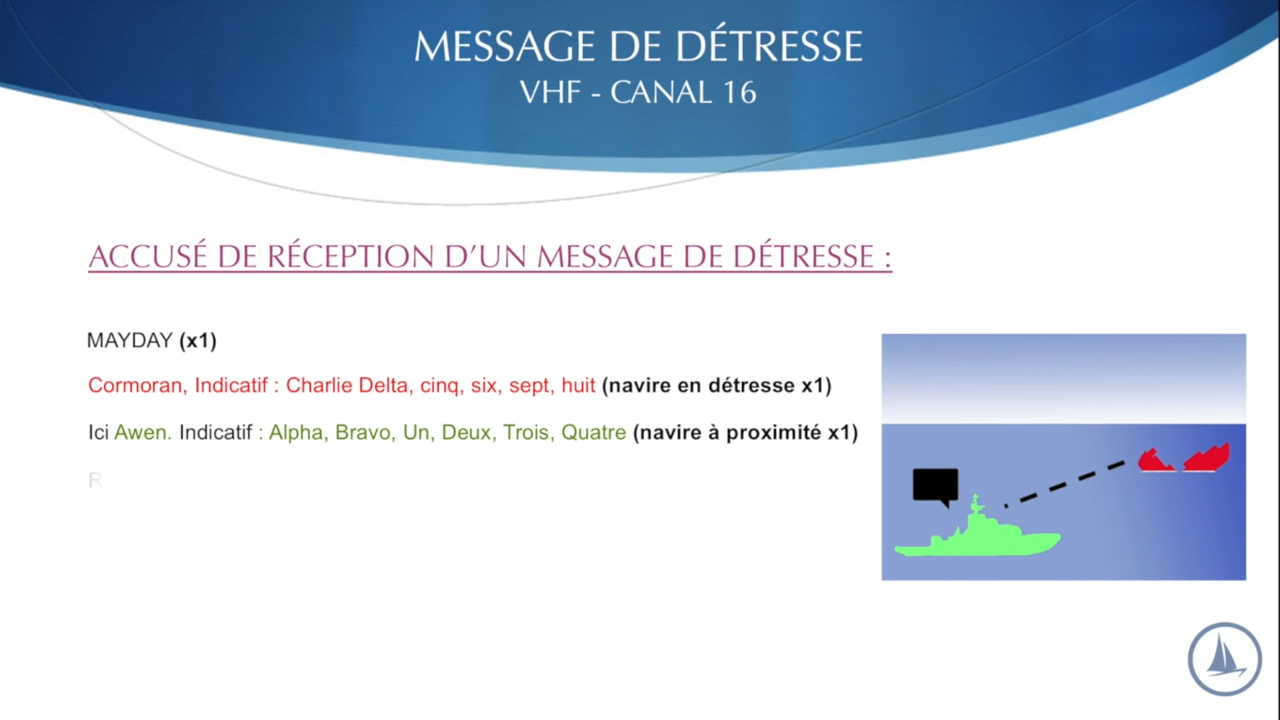 MESSAGE DE DÉTRESSE
VHF - CANAL 16
ACCUSÉ DE RÉCEPTION D’UN MESSAGE DE DÉTRESSE :
MAYDAY (x1)
Cormoran, Indicatif : Charlie Delta, cinq, six, sept, huit (navire en détresse x1)
Ici Awen. Indicatif : Alpha, Bravo, Un, Deux, Trois, Quatre (navire à proximité x1)
R